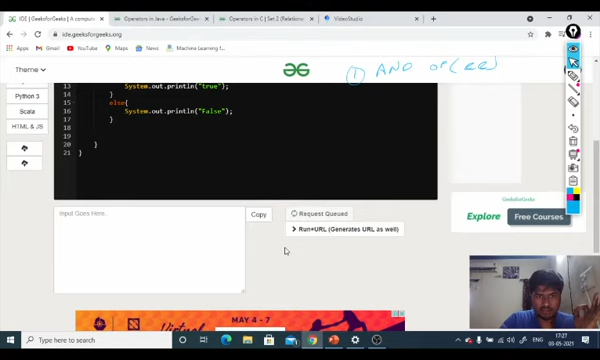 IDE | GeeksforGeeks | A comput
Operators in Java - GeeksforGeeks
Operators in C | Set 2 (Relation
VideoStudio
ide.geeksforgeeks.org
Apps
Gmail
YouTube
Maps
News
Machine Learning f...
Theme
① AND OP(&&)
13 System.out.println("true");
14 }
15 else{
16 System.out.println("False");
17 }
18
19
20 }
21 }
Python 3
Scala
HTML & JS
Input Goes Here..
Copy
Request Queued
Run+URL (Generates URL as well)
GeeksforGeeks
Explore
Free Courses
MAY 4 - 7
Virtual
Type here to search
ENG
17:27
03-05-2021